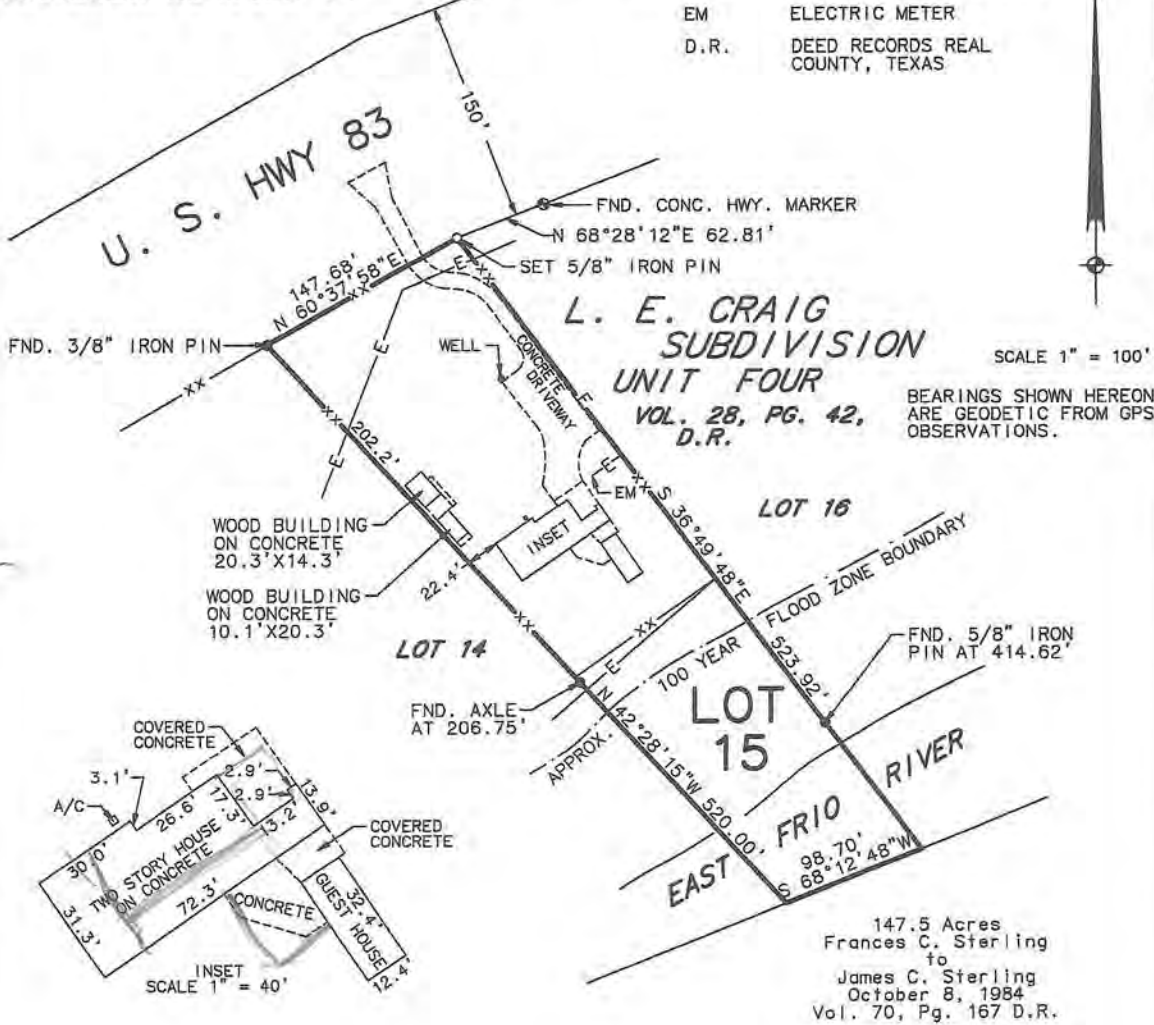 EM ELECTRIC METER
D.R. DEED RECORDS REAL
COUNTY, TEXAS
150'
U. S. HWY 83
FND. CONC. HWY. MARKER
N 68°28'12"E 62.81'
SET 5/8" IRON PIN
147.68'
N 60°37'58"E
XX
E
XX
FND. 3/8" IRON PIN
XX
E
WELL
CONCRETE
DRIVEWAY
L. E. CRAIG
SUBDIVISION
UNIT FOUR
VOL. 28, PG. 42,
D.R.
SCALE 1" = 100'
BEARINGS SHOWN HEREON
ARE GEODETIC FROM GPS
OBSERVATIONS.
XX
202.2'
E
E
E
XX
EM
S 36°49'48"E
523.92'
LOT 16
WOOD BUILDING
ON CONCRETE
20.3'X14.3'
INSET
22.4'
WOOD BUILDING
ON CONCRETE
10.1'X20.3'
XX
XX
E
LOT 14
100 YEAR FLOOD ZONE BOUNDARY
APPROX.
FND. 5/8" IRON
PIN AT 414.62'
FND. AXLE
AT 206.75'
N 42°28'15"W 520.00'
LOT
15
EAST FRIO RIVER
98.70'
S 68°12'48"W
COVERED
CONCRETE
3.1'
A/C
2.9'
2.9'
13.9'
26.6'
17.3'
13.2'
30.0'
TWO STORY HOUSE
ON CONCRETE
COVERED
CONCRETE
31.3'
72.3'
CONCRETE
GUEST HOUSE
32.4'
12.4'
INSET
SCALE 1" = 40'
147.5 Acres
Frances C. Sterling
to
James C. Sterling
October 8, 1984
Vol. 70, Pg. 167 D.R.